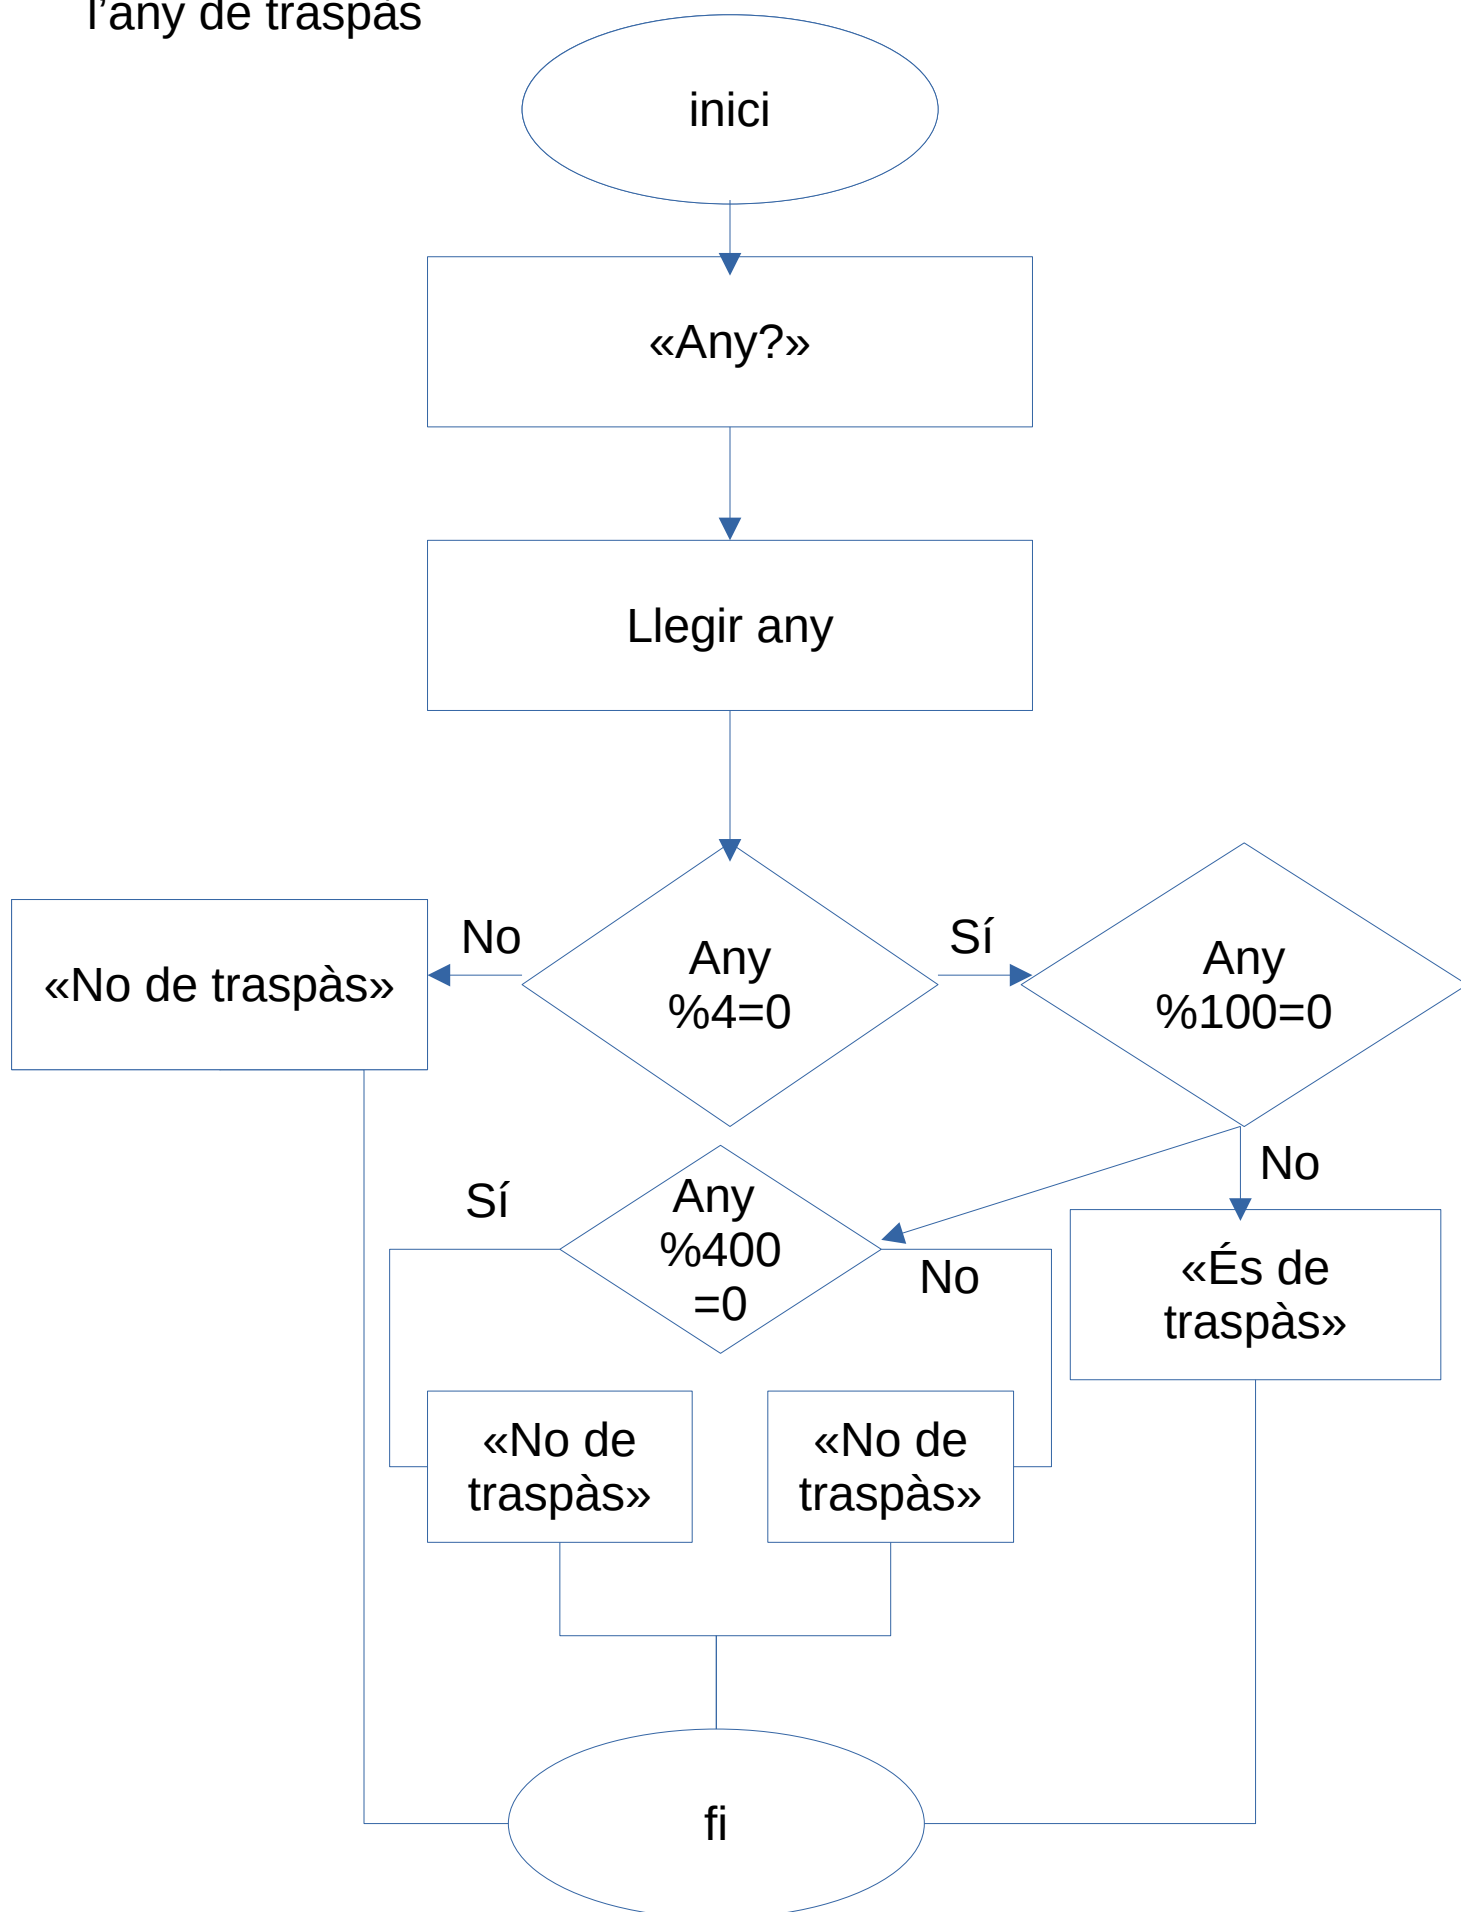 l’any de traspàs
inici
«Any?»
Llegir any
«No de traspàs»
No
Any
%4=0
Sí
Any
%100=0
No
Sí
Any
%400
=0
No
«És de
traspàs»
«No de
traspàs»
«No de
traspàs»
fi